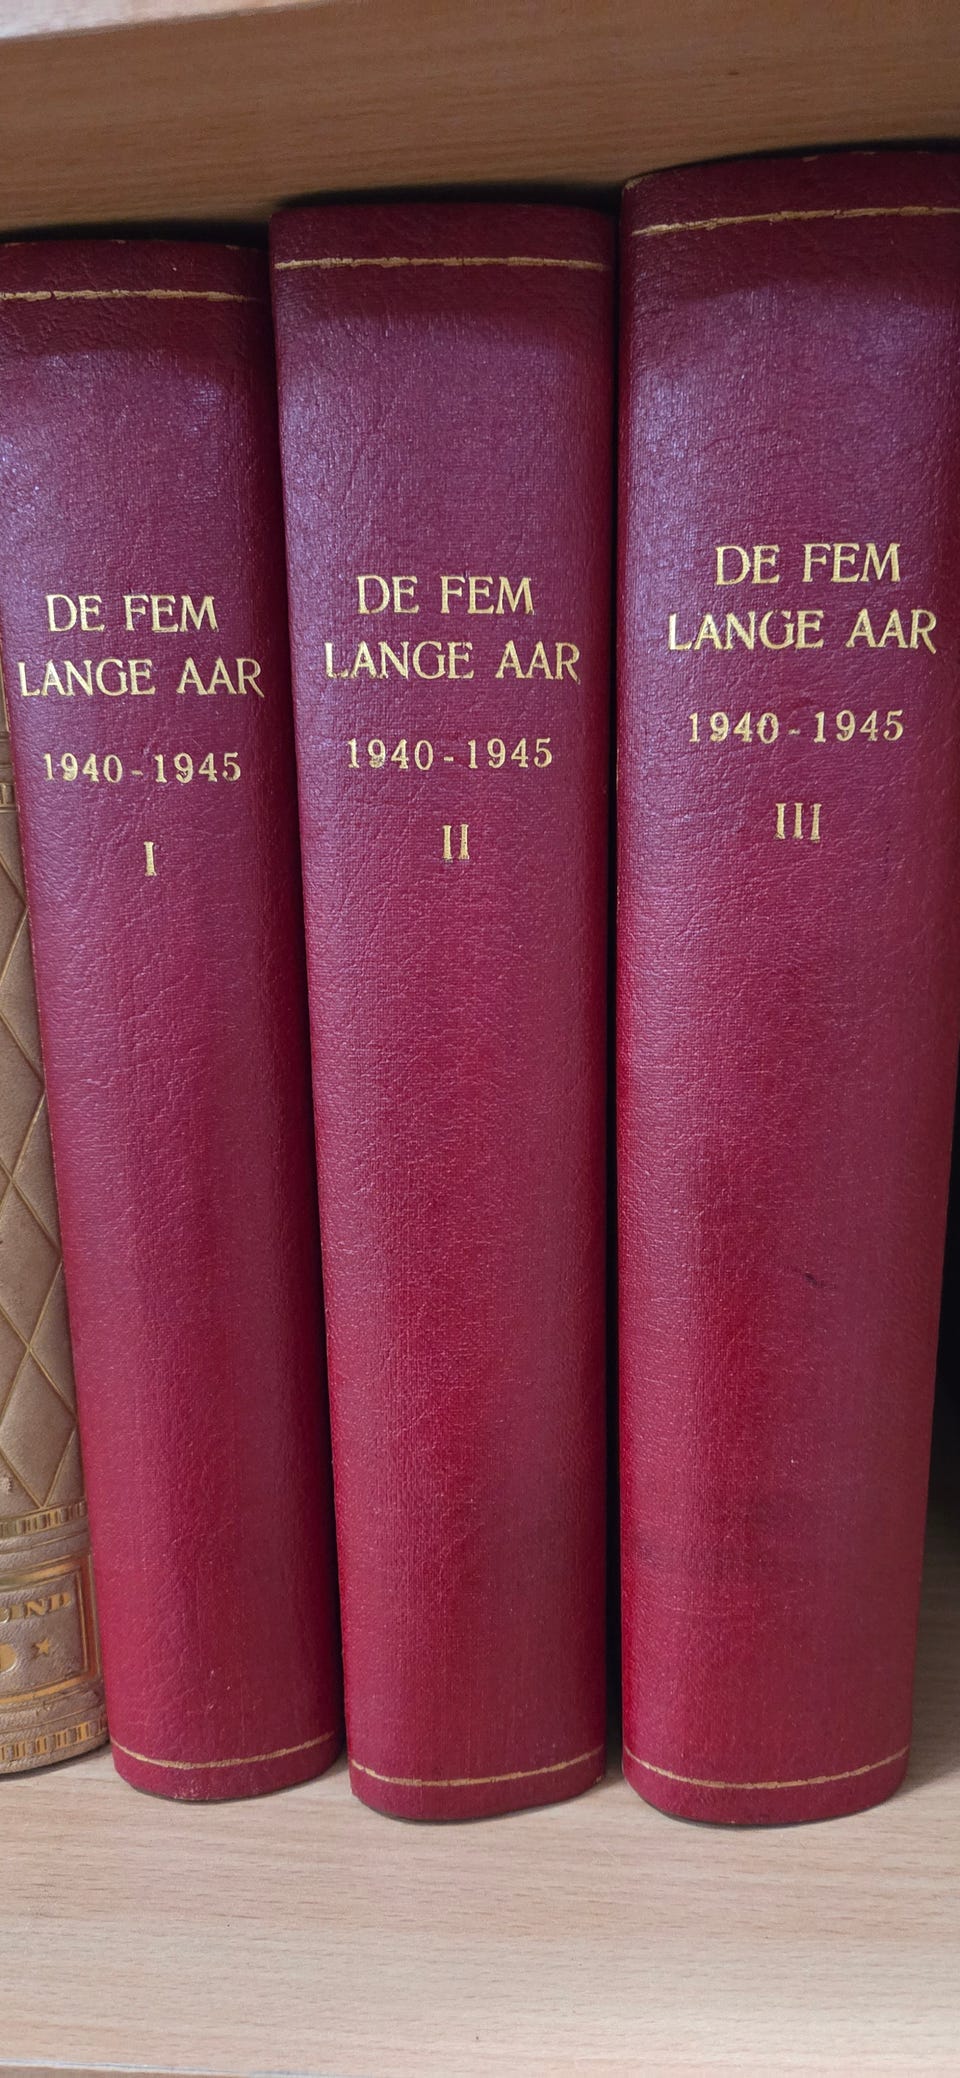 DE FEM
LANGE AAR
1940-1945
I
DE FEM
LANGE AAR
1940-1945
II
DE FEM
LANGE AAR
1940-1945
III